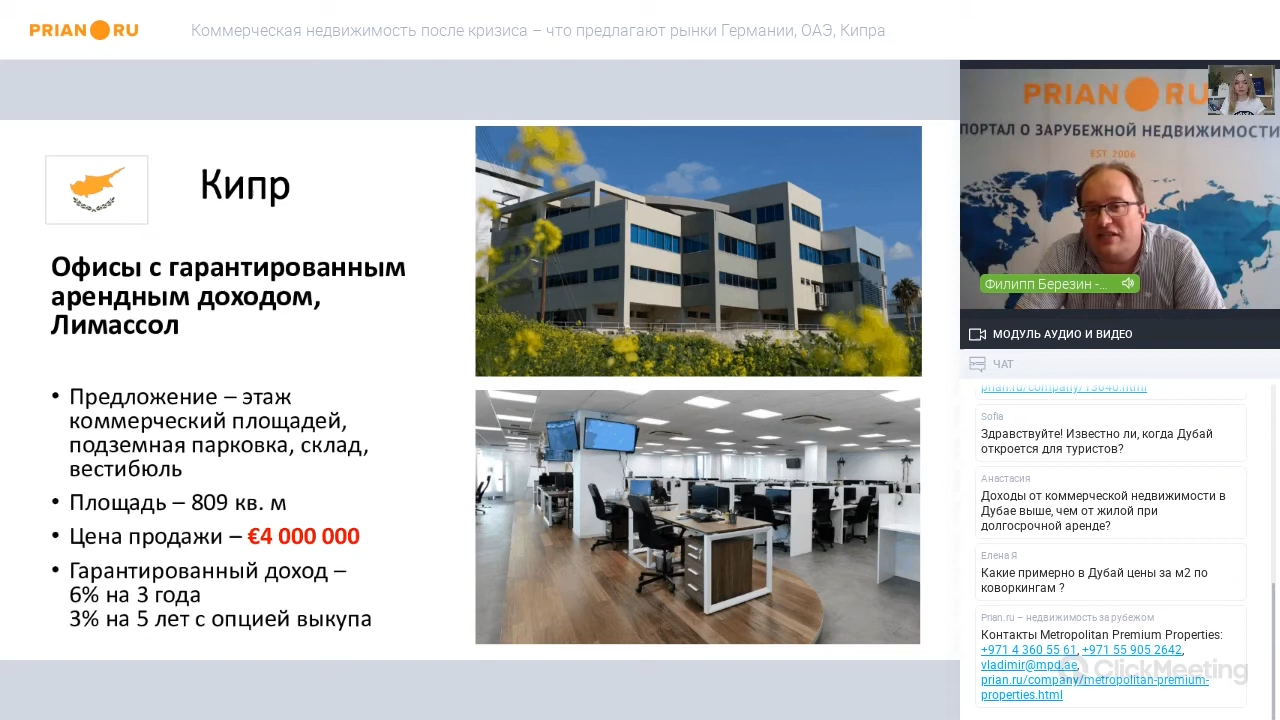 PRIAN RU
Коммерческая недвижимость после кризиса – что предлагают рынки Германии, ОАЭ, Кипра
Кипр
Офисы с гарантированным
арендным доходом,
Лимассол
• Предложение – этаж
коммерческий площадей,
подземная парковка, склад,
вестибюль
• Площадь – 809 кв. м
• Цена продажи – €4 000 000
• Гарантированный доход –
6% на 3 года
3% на 5 лет с опцией выкупа
PRIAN RU
ПОРТАЛ О ЗАРУБЕЖНОЙ НЕДВИЖИМОСТИ
EST. 2006
Филипп Березин -...
МОДУЛЬ АУДИО И ВИДЕО
ЧАТ
prian.ru/company/13040.html
Sofia
Здравствуйте! Известно ли, когда Дубай
откроется для туристов?
Анастасия
Доходы от коммерческой недвижимости в
Дубае выше, чем от жилой при
долгосрочной аренде?
Елена Я
Какие примерно в Дубай цены за м2 по
коворкингам ?
Prian.ru – недвижимость за рубежом
Контакты Metropolitan Premium Properties:
+971 4 360 55 61, +971 55 905 2642,
vladimir@mpd.ae,
prian.ru/company/metropolitan-premium-
properties.html
ClickMeeting